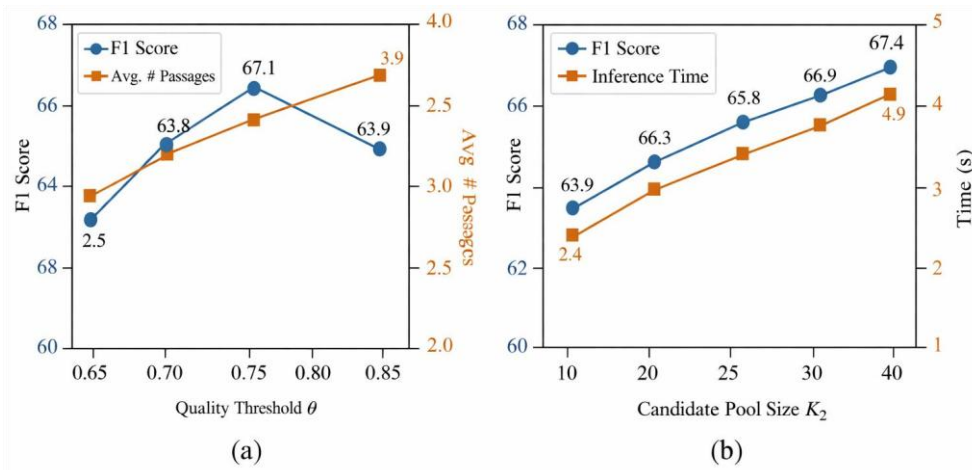 68
66
64
68
60
F1 Score
F1 Score
Avg. # Passages
2.5
63.8
67.1
63.9
3.9
4.0
2.5
3.0
2.5
2.0
Avg # Passages
0.65 0.70 0.75 0.80 0.85
Quality Threshold θ
(a)
68
66
64
62
60
F1 Score
F1 Score
Inference Time
63.9
66.3
65.8
66.9
67.4
2.4
4.9
5
4
3
2
1
Time (s)
10 20 25 30 40
Candidate Pool Size K₂
(b)